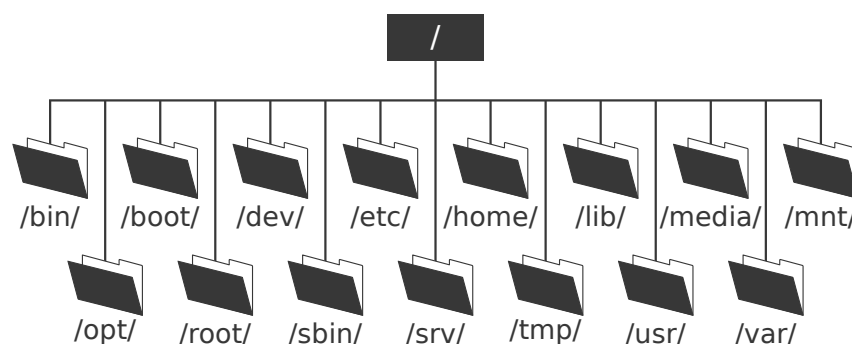 /
/bin/ /boot/ /dev/ /etc/ /home/ /lib/ /media/ /mnt/
/opt/ /root/ /sbin/ /srv/ /tmp/ /usr/ /var/